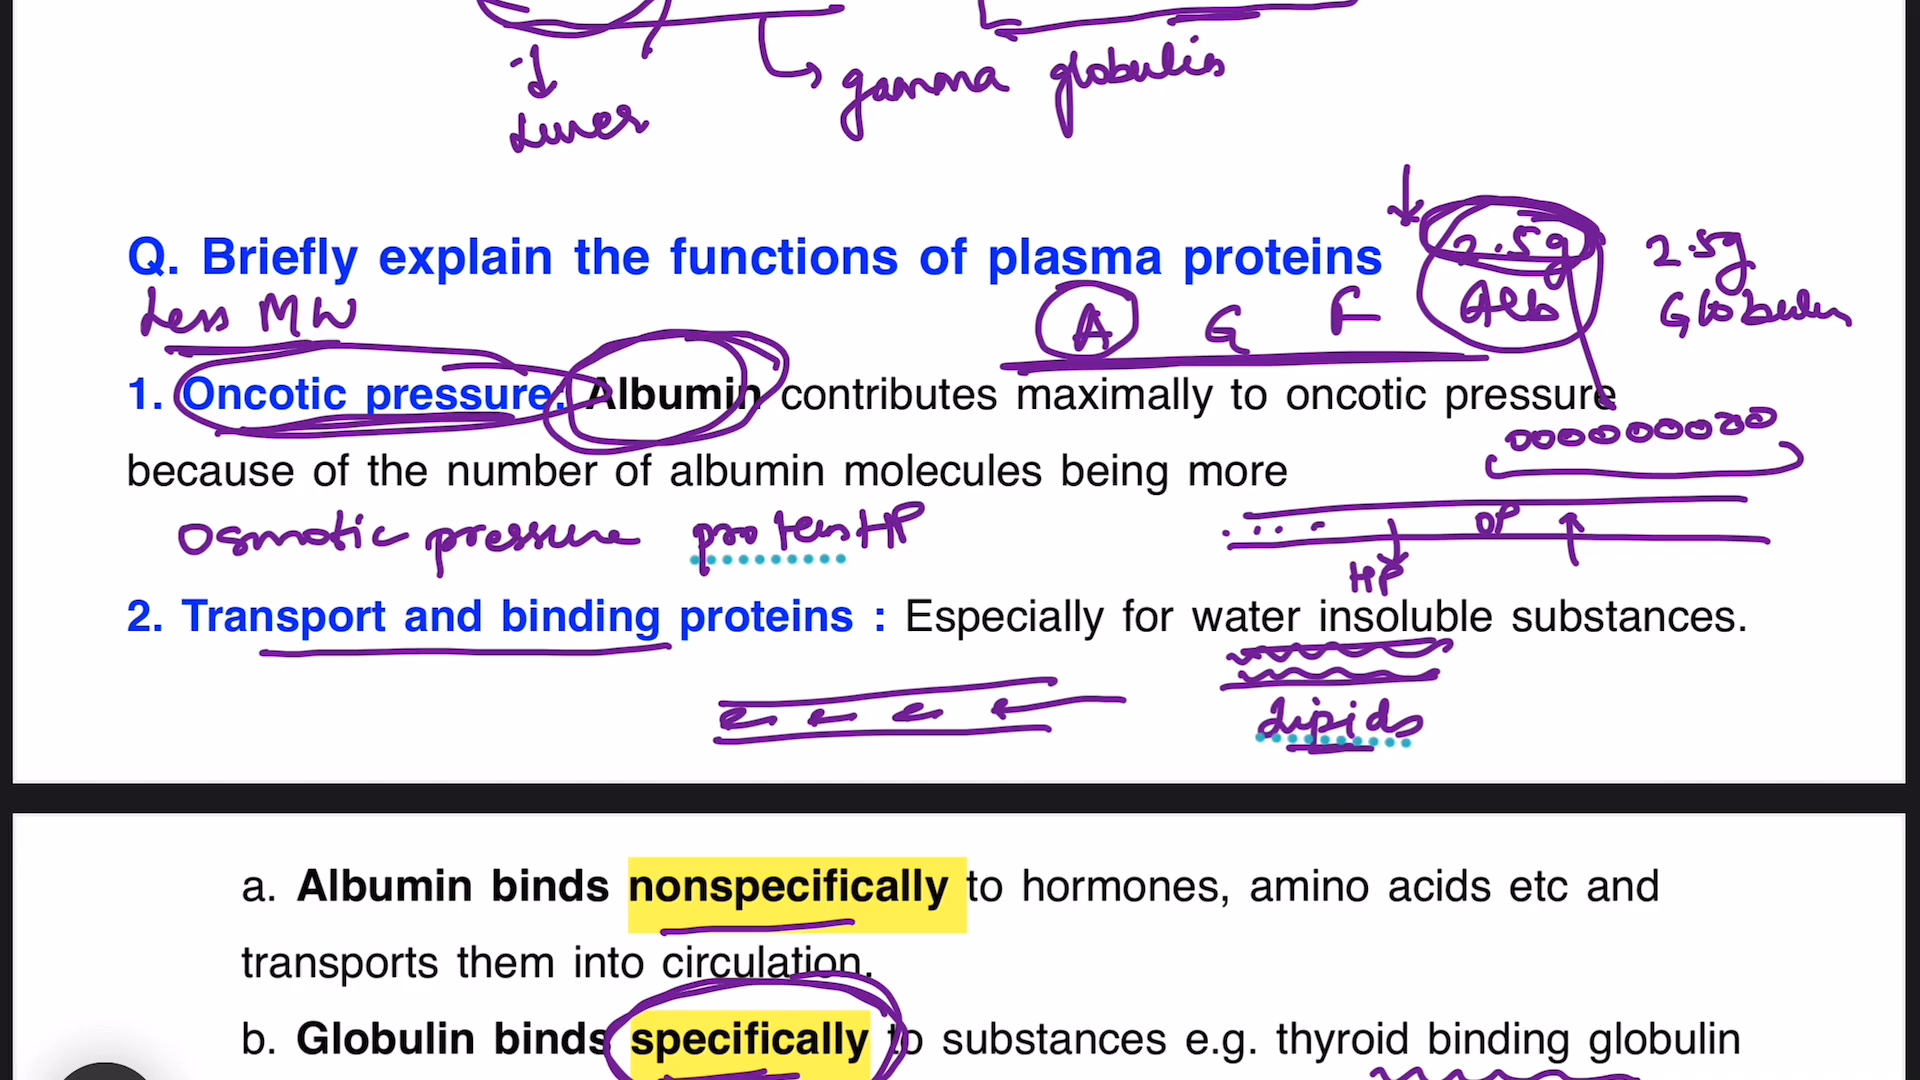 gamma globulis
Liver
Q. Briefly explain the functions of plasma proteins
2.5g
Alb
2.5g
Globulin
Less MW
A G F
1. Oncotic pressure: Albumin contributes maximally to oncotic pressure
because of the number of albumin molecules being more
Osmotic pressure proteins HP
OP
HP
2. Transport and binding proteins : Especially for water insoluble substances.
Lipids
a. Albumin binds nonspecifically to hormones, amino acids etc and
transports them into circulation.
b. Globulin binds specifically to substances e.g. thyroid binding globulin